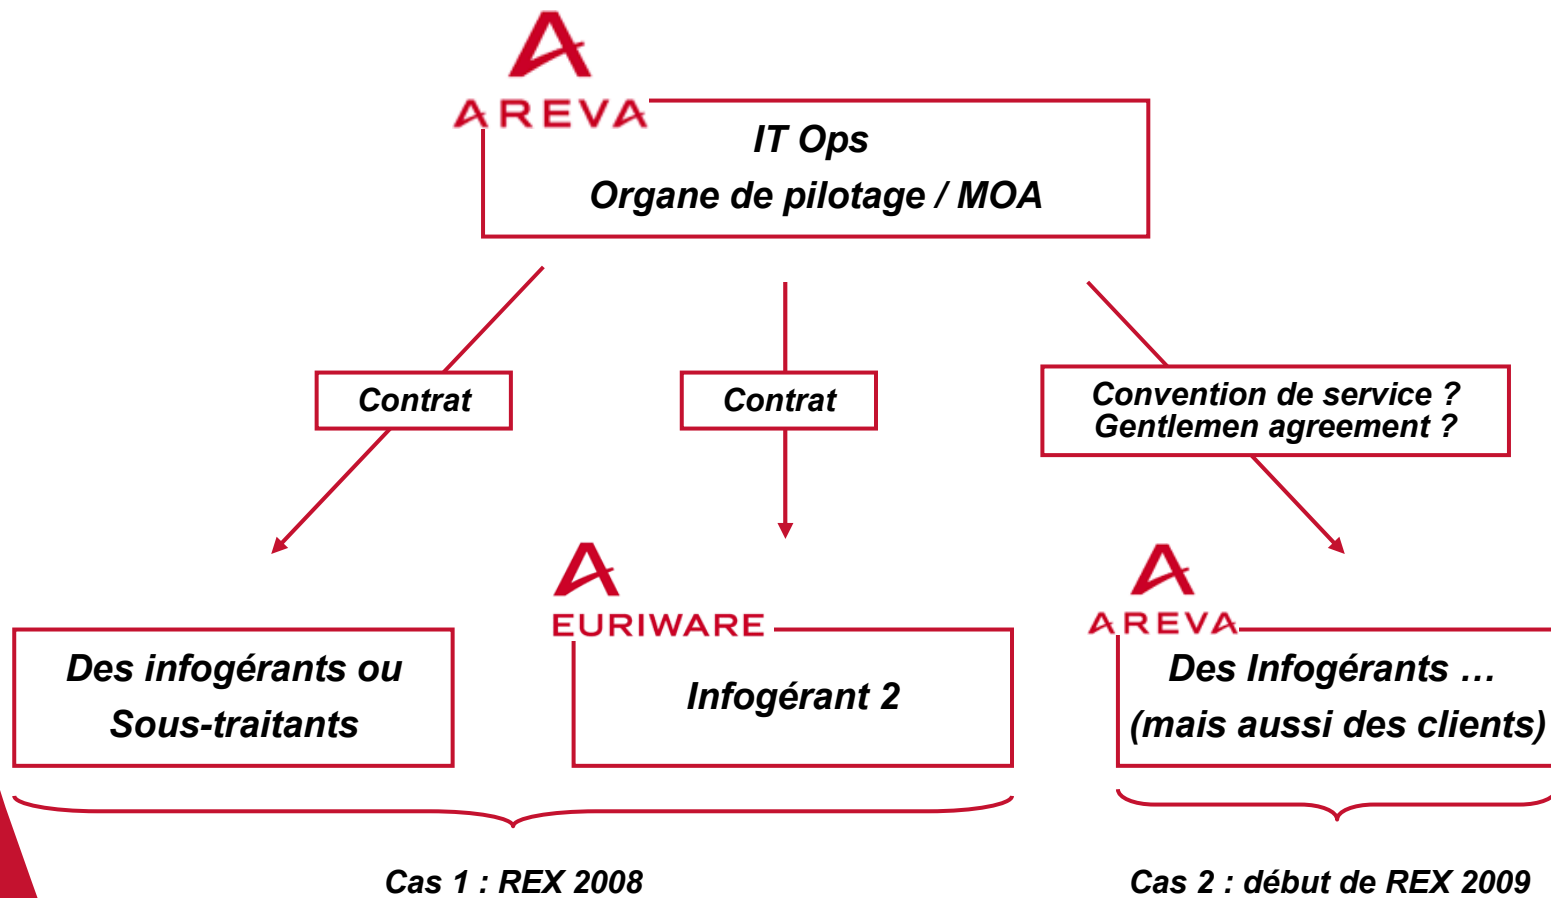 AREVA
IT Ops
Organe de pilotage / MOA
Contrat
Contrat
Convention de service ?
Gentlemen agreement ?
EURIWARE
AREVA
Des infogérants ou
Sous-traitants
Infogérant 2
Des Infogérants …
(mais aussi des clients)
Cas 1 : REX 2008
Cas 2 : début de REX 2009